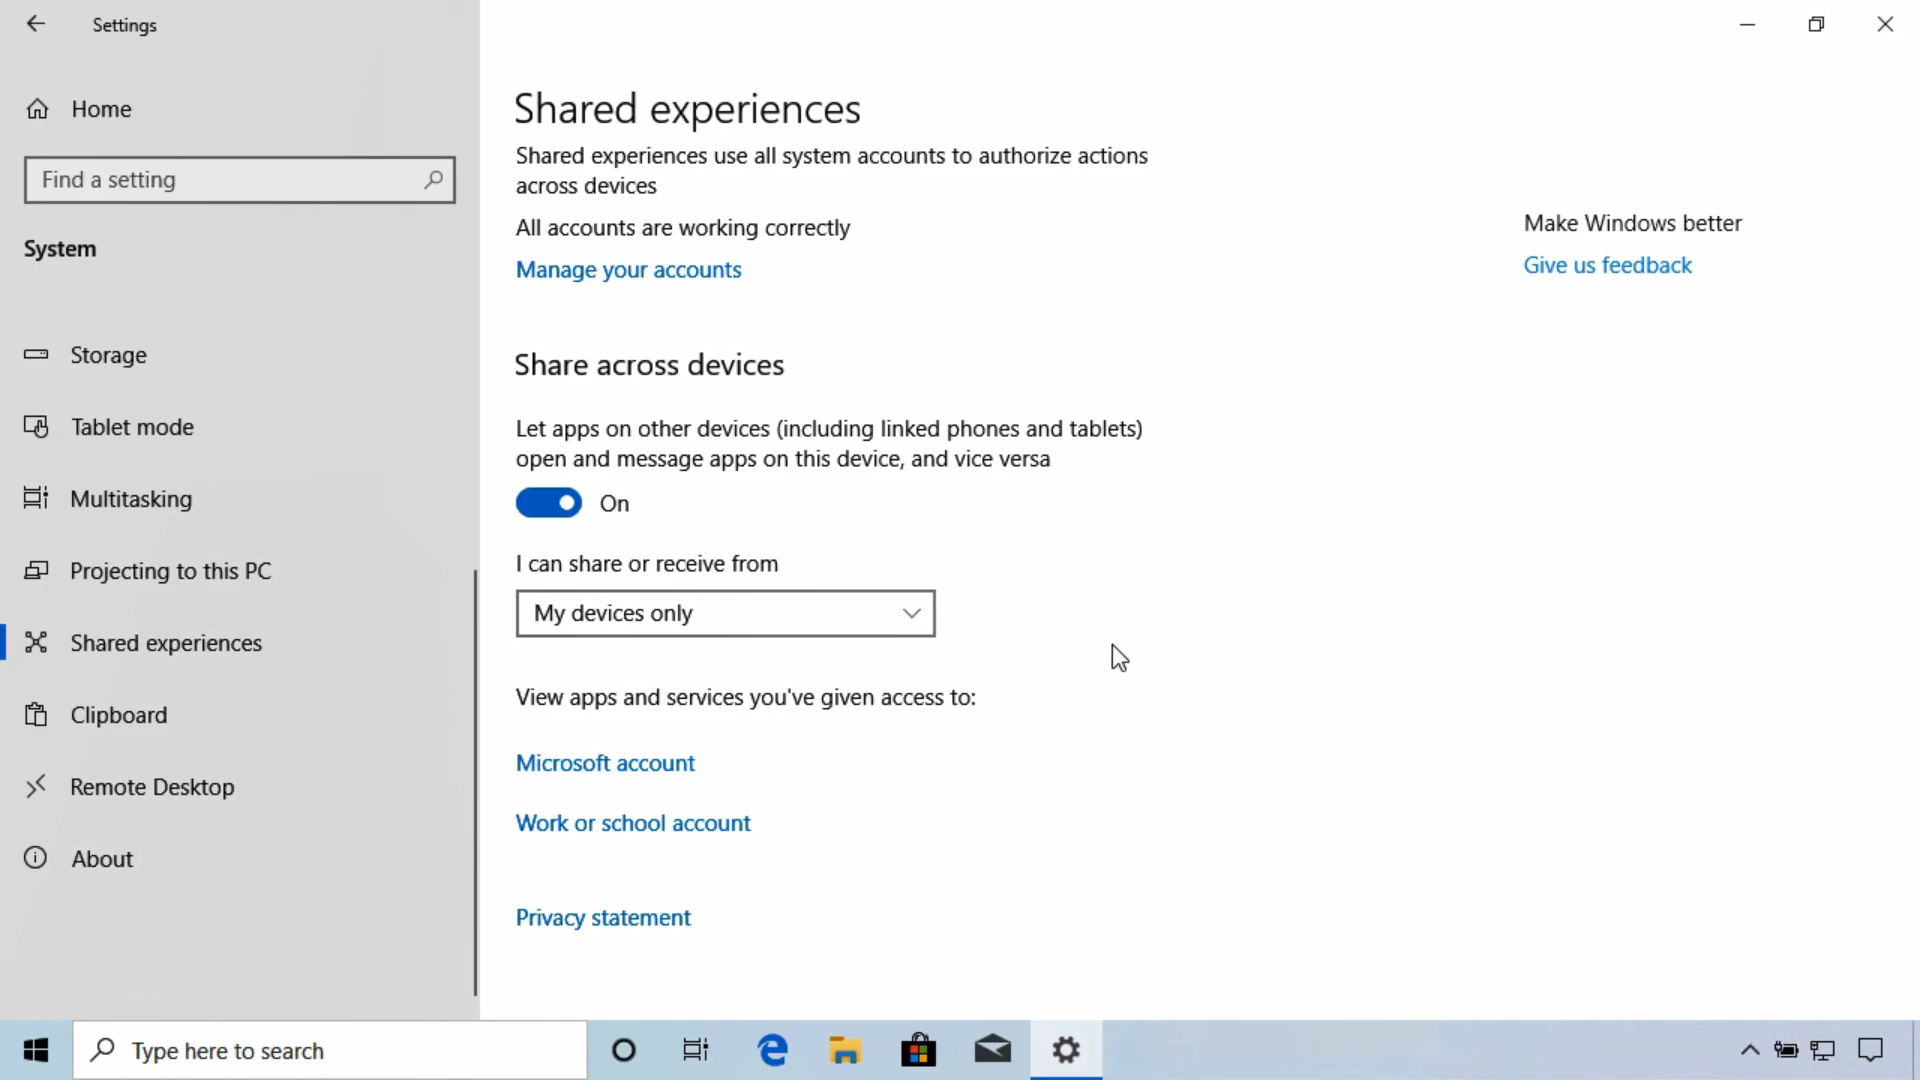 Settings
Home
Find a setting
System
Storage
Tablet mode
Multitasking
Projecting to this PC
Shared experiences
Clipboard
Remote Desktop
About
Shared experiences
Shared experiences use all system accounts to authorize actions
across devices
All accounts are working correctly
Manage your accounts
Share across devices
Let apps on other devices (including linked phones and tablets)
open and message apps on this device, and vice versa
On
I can share or receive from
My devices only
View apps and services you've given access to:
Microsoft account
Work or school account
Privacy statement
Make Windows better
Give us feedback
Type here to search